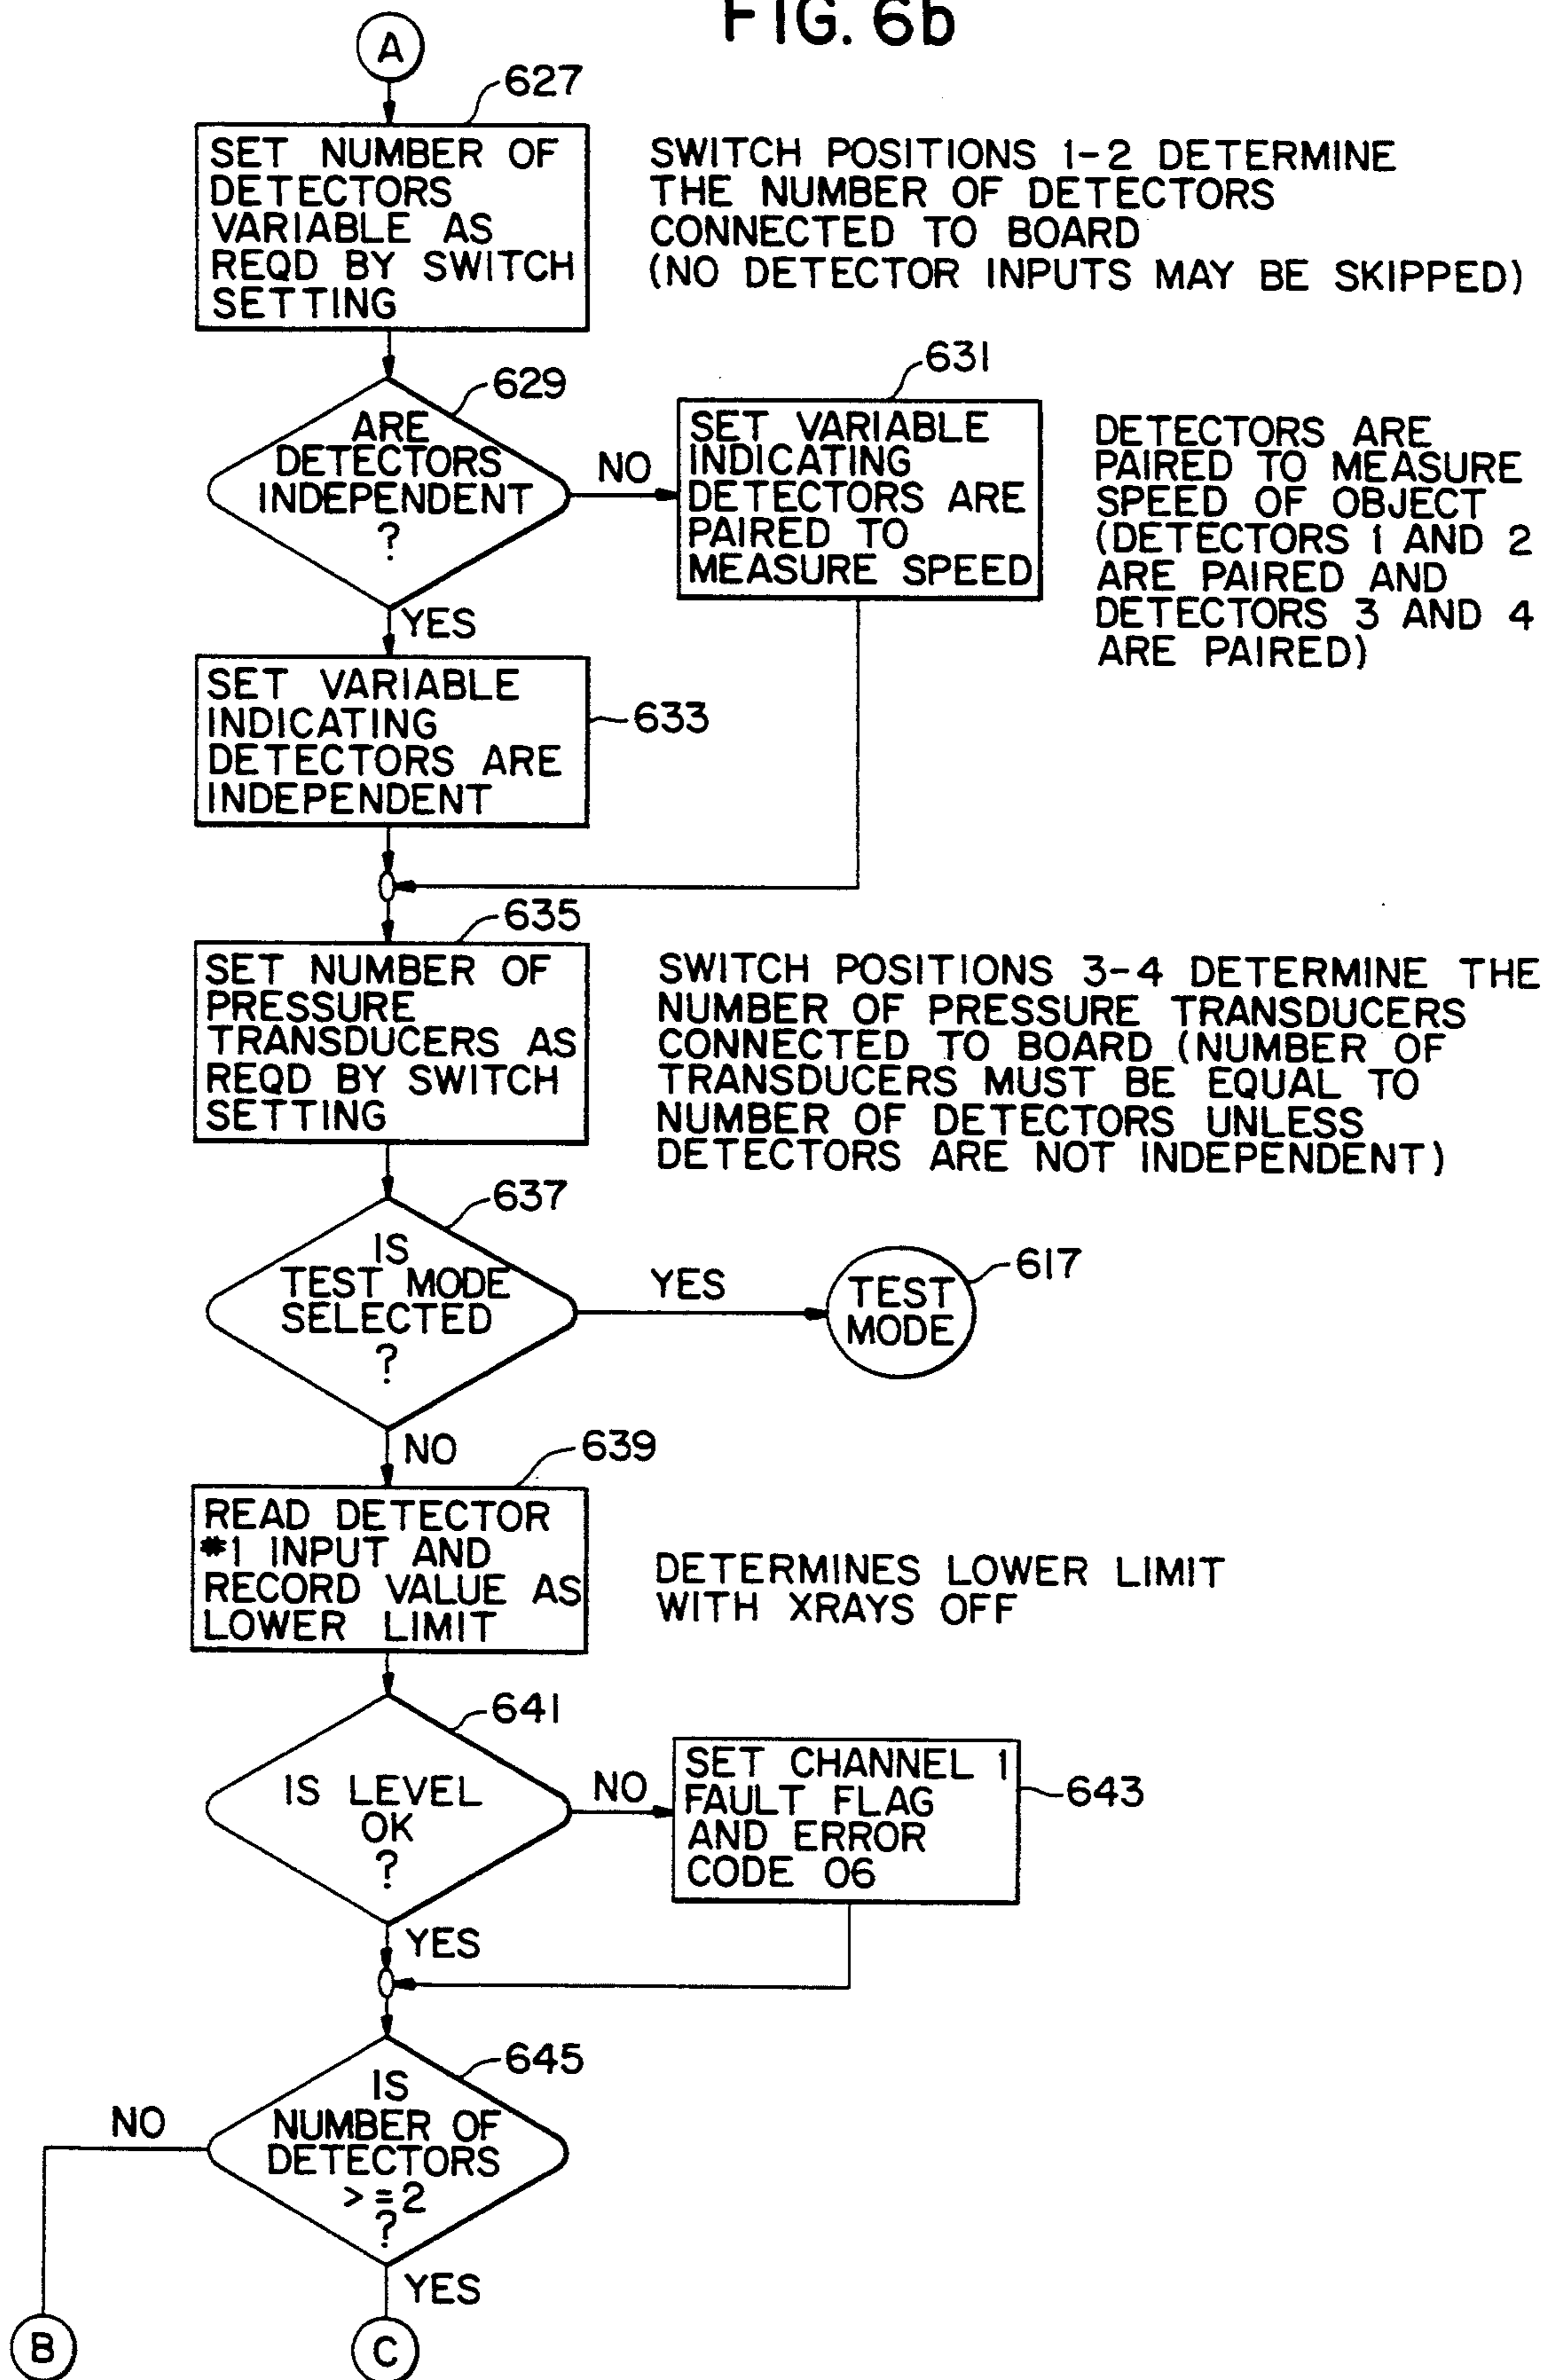 FIG. 6b
A
627
SET NUMBER OF
DETECTORS
VARIABLE AS
REQD BY SWITCH
SETTING
SWITCH POSITIONS 1-2 DETERMINE
THE NUMBER OF DETECTORS
CONNECTED TO BOARD
(NO DETECTOR INPUTS MAY BE SKIPPED)
629
ARE
DETECTORS
INDEPENDENT
?
NO
631
SET VARIABLE
INDICATING
DETECTORS ARE
PAIRED TO
MEASURE SPEED
DETECTORS ARE
PAIRED TO MEASURE
SPEED OF OBJECT
(DETECTORS 1 AND 2
ARE PAIRED AND
DETECTORS 3 AND 4
ARE PAIRED)
YES
SET VARIABLE
INDICATING
DETECTORS ARE
INDEPENDENT
633
635
SET NUMBER OF
PRESSURE
TRANSDUCERS AS
REQD BY SWITCH
SETTING
SWITCH POSITIONS 3-4 DETERMINE THE
NUMBER OF PRESSURE TRANSDUCERS
CONNECTED TO BOARD (NUMBER OF
TRANSDUCERS MUST BE EQUAL TO
NUMBER OF DETECTORS UNLESS
DETECTORS ARE NOT INDEPENDENT)
637
IS
TEST MODE
SELECTED
?
YES
617
TEST
MODE
NO
639
READ DETECTOR
#1 INPUT AND
RECORD VALUE AS
LOWER LIMIT
DETERMINES LOWER LIMIT
WITH XRAYS OFF
641
IS LEVEL
OK
?
NO
SET CHANNEL 1
FAULT FLAG
AND ERROR
CODE 06
643
YES
645
IS
NUMBER OF
DETECTORS
>=2
?
NO
YES
B
C